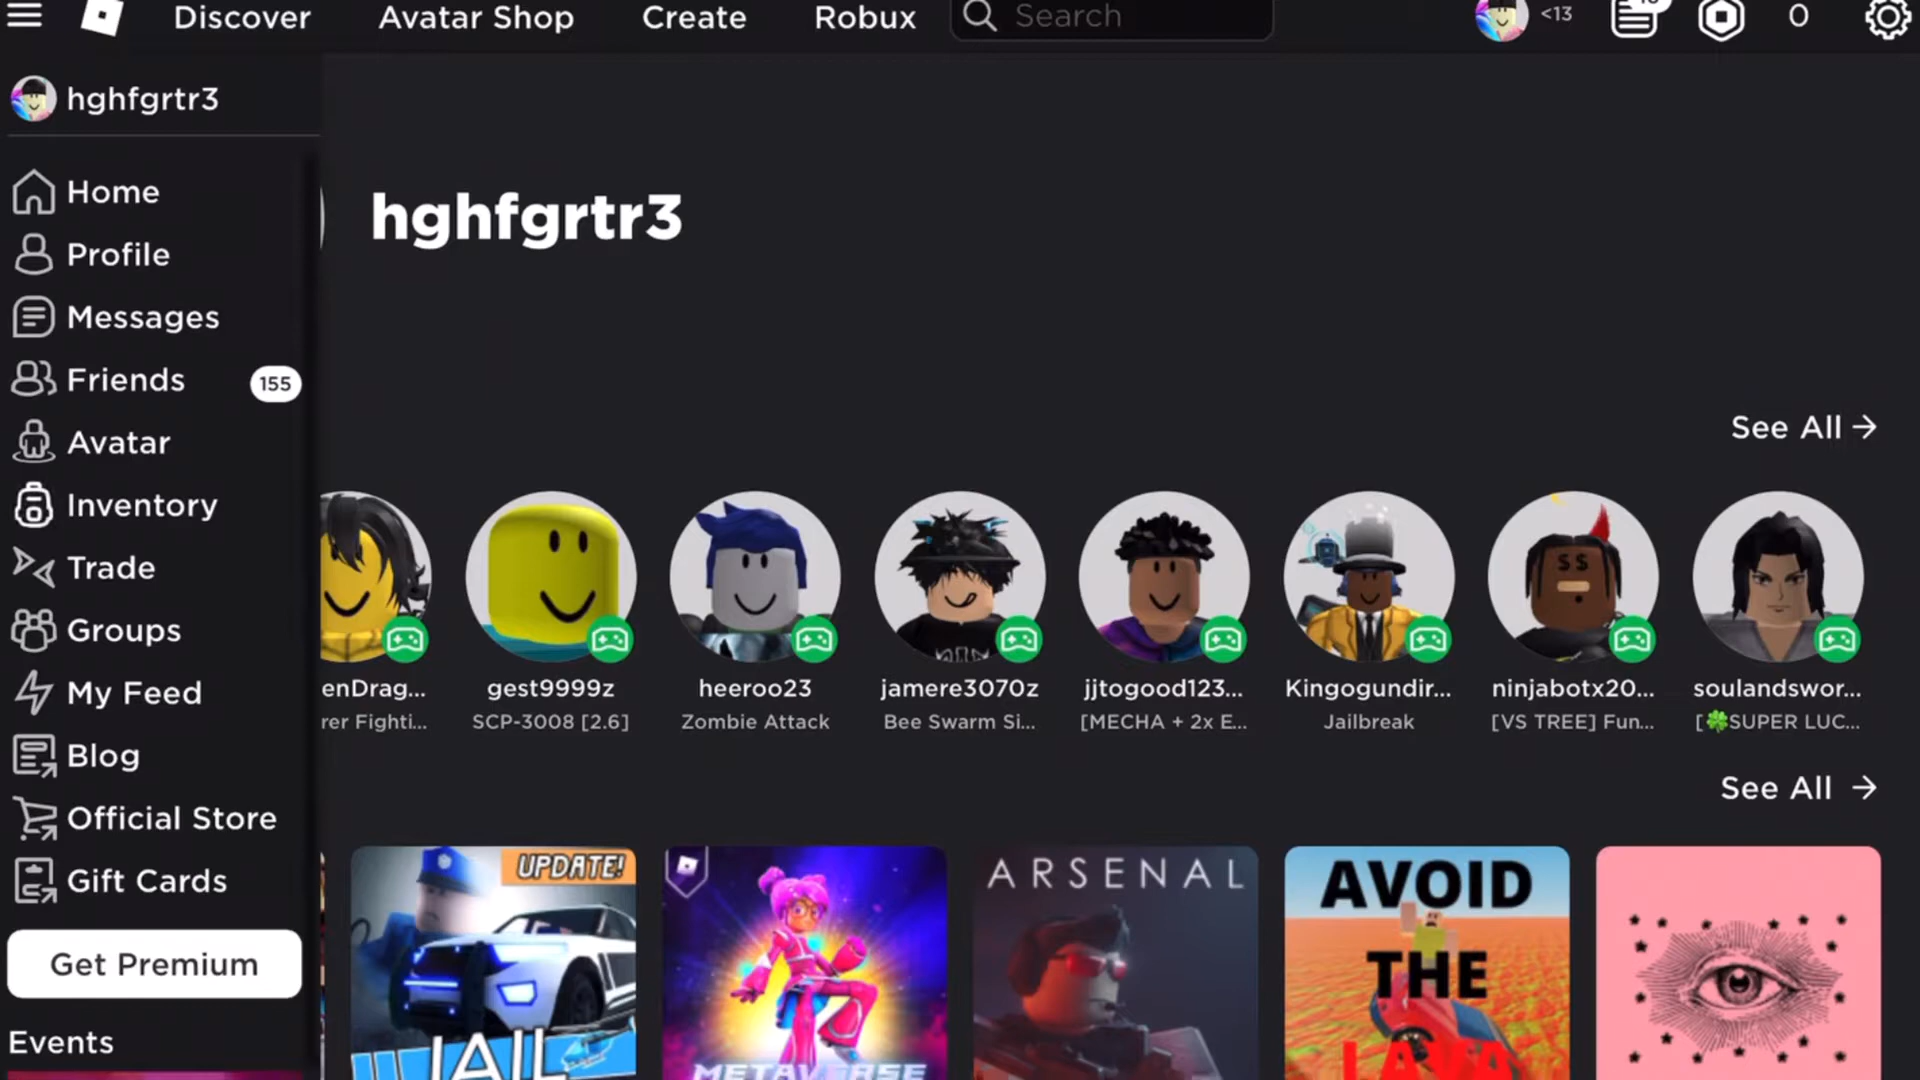 Discover
Avatar Shop
Create
Robux
Search
<13
0
hghfgrtr3
Home
Profile
Messages
Friends
155
Avatar
Inventory
Trade
Groups
My Feed
Blog
Official Store
Gift Cards
Get Premium
Events
hghfgrtr3
See All →
enDrag...
rer Fighti...
gest9999z
SCP-3008 [2.6]
heeroo23
Zombie Attack
jamere3070z
Bee Swarm Si...
jjtogood123...
[MECHA + 2x E...
Kingogundir...
Jailbreak
ninjabotx20...
[VS TREE] Fun...
soulandswor...
[🍀SUPER LUC...
See All →
UPDATE!
JAIL
METAVERSE
ARSENAL
AVOID
THE
LAVA